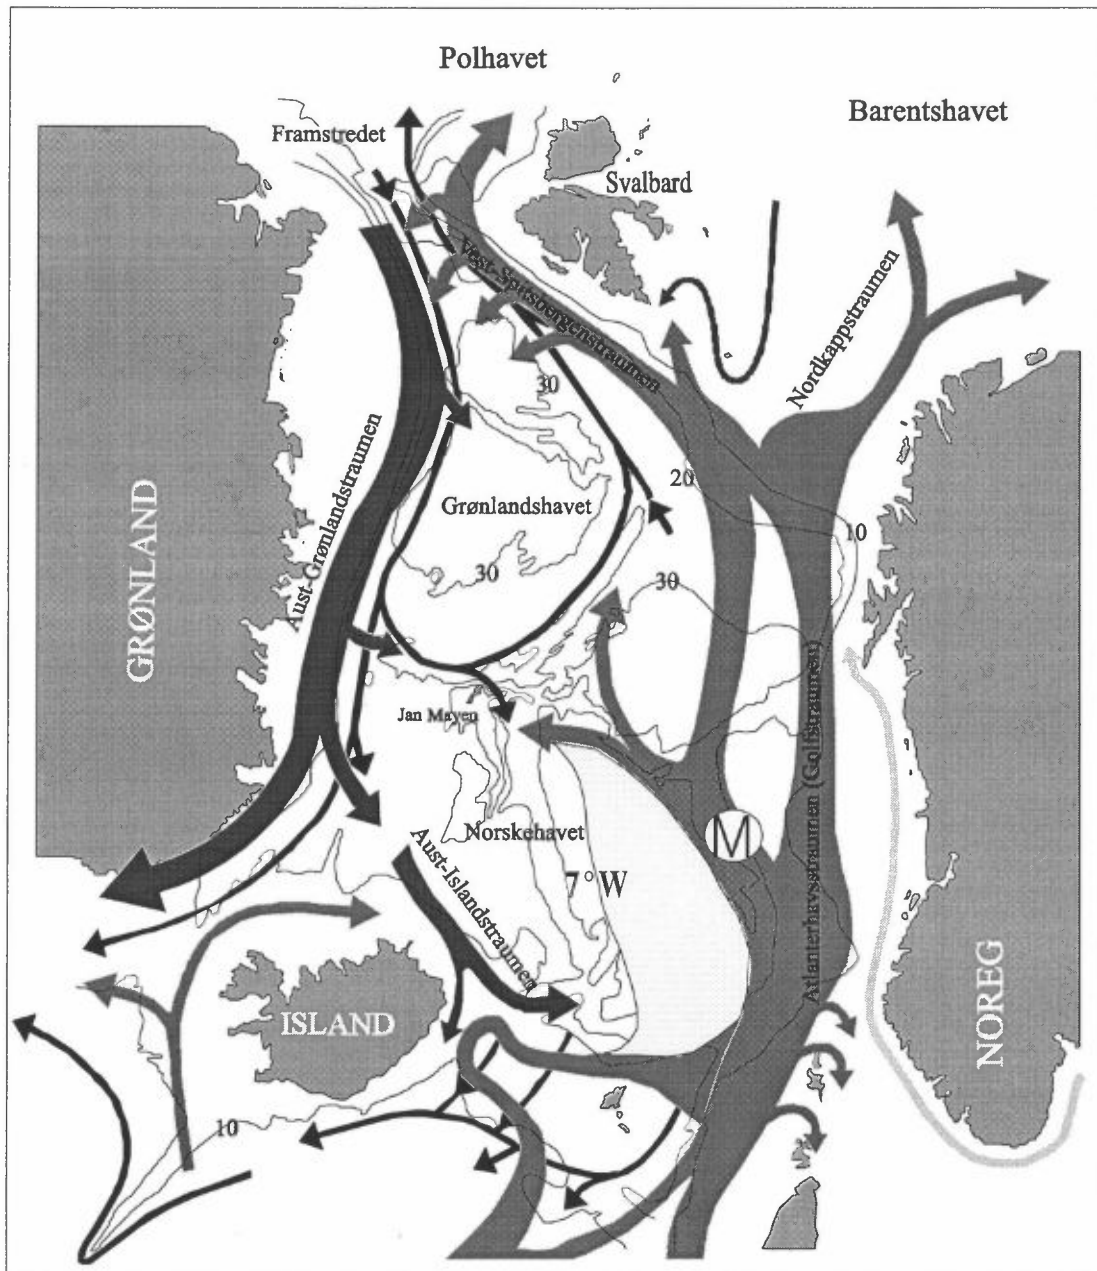 Polhavet
Barentshavet
Framstredet
Svalbard
Vest-Spitsbergenstraumen
Nordkappstraumen
30
20
10
Grønlandshavet
30
30
Aust-Grønlandstraumen
GRØNLAND
Jan Mayen
Atlanterhavsstraumen (Golfstraumen)
Norskehavet
M
7° W
Aust-Islandstraumen
ISLAND
NOREG
10